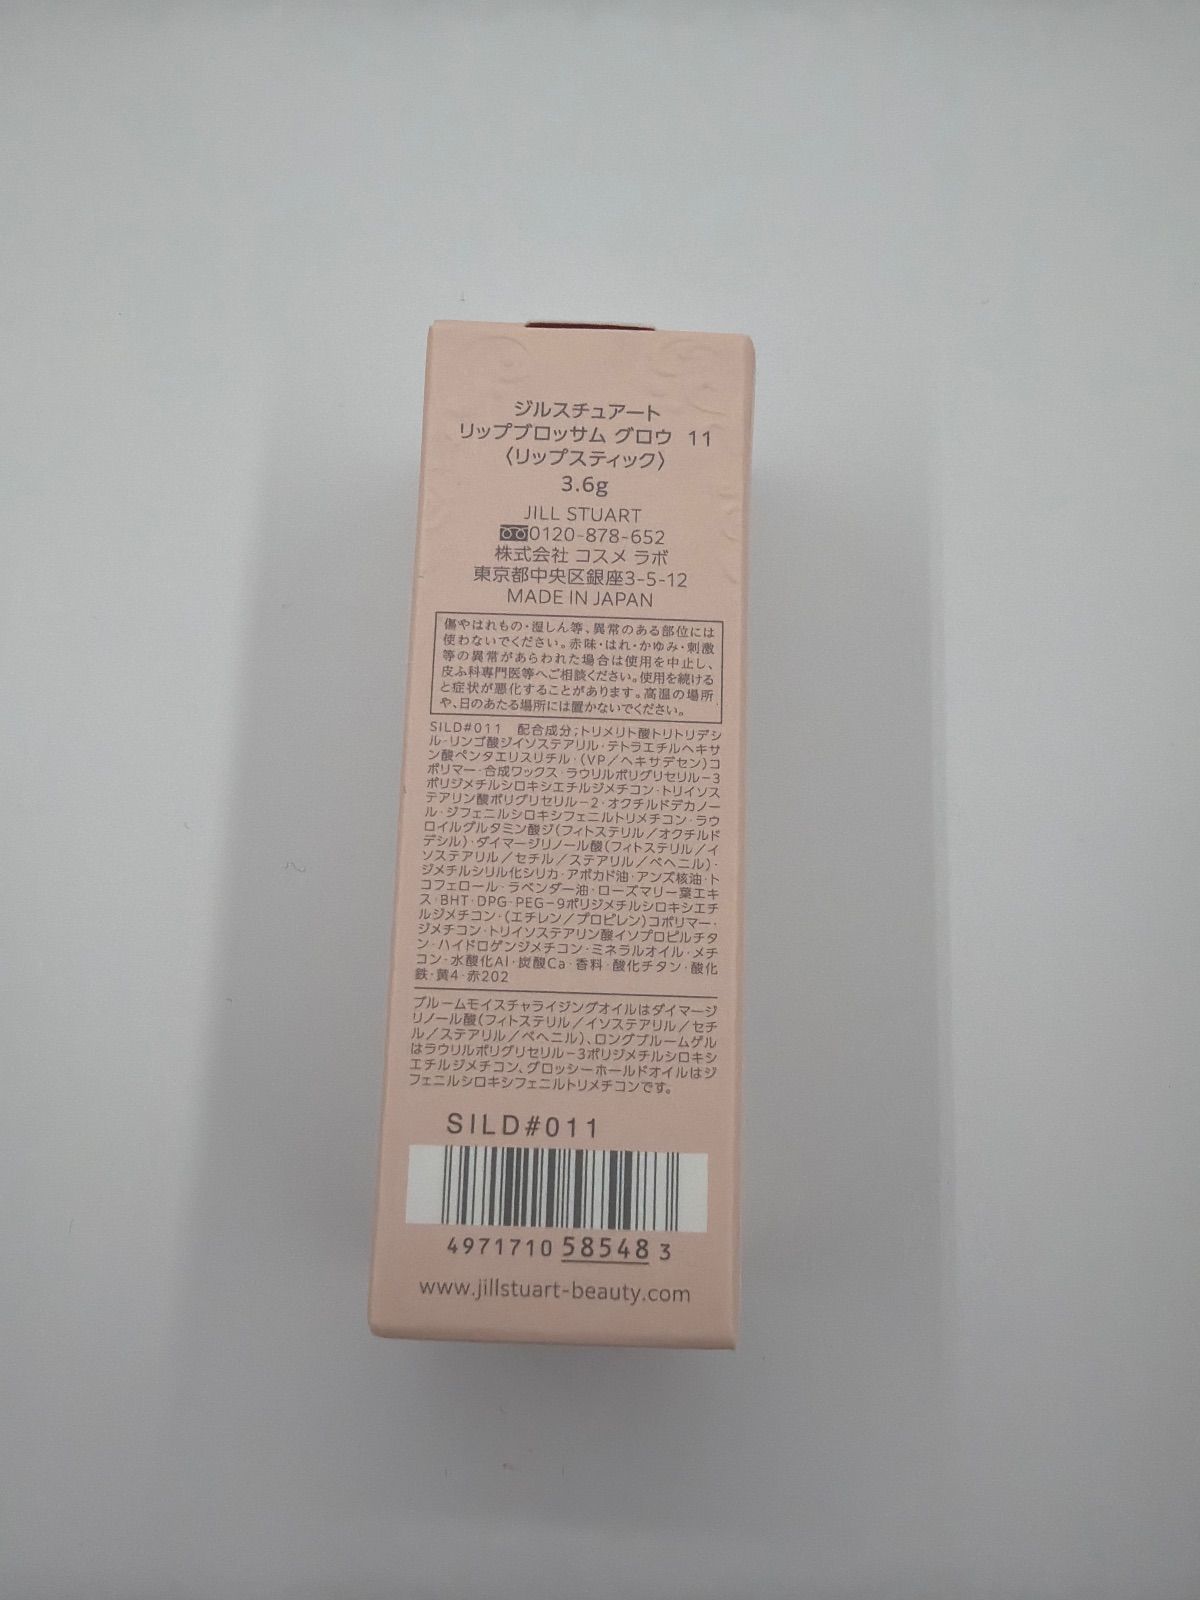 ジルスチュアート
リップブロッサム グロウ 11
〈リップスティック〉
3.6g
JILL STUART
0120-878-652
株式会社 コスメ ラボ
東京都中央区銀座3-5-12
MADE IN JAPAN
傷やはれもの・湿しん等、異常のある部位には
使わないでください。赤味・はれ・かゆみ・刺激
等の異常があらわれた場合は使用を中止し、
皮ふ科専門医等へご相談ください。使用を続ける
と症状が悪化することがあります。高温の場所
や、日のあたる場所には置かないでください。
SILD#011 配合成分;トリメリト酸トリトリデシ
ル・リンゴ酸ジイソステアリル・テトラエチルヘキサ
ン酸ペンタエリスリチル・(VP/ヘキサデセン)コ
ポリマー・合成ワックス・ラウリルポリグリセリル-3
ポリジメチルシロキシエチルジメチコン・トリイソス
テアリン酸ポリグリセリル-2・オクチルドデカノー
ル・ジフェニルシロキシフェニルトリメチコン・ラウ
ロイルグルタミン酸ジ(フィトステリル/オクチルド
デシル)・ダイマージリノール酸(フィトステリル/イ
ソステアリル/セチル/ステアリル/ベヘニル)・
ジメチルシリル化シリカ・アボカド油・アンズ核油・ト
コフェロール・ラベンダー油・ローズマリー葉エキ
ス・BHT・DPG・PEG-9ポリジメチルシロキシエチ
ルジメチコン・(エチレン/プロピレン)コポリマー・
ジメチコン・トリイソステアリン酸イソプロピルチタ
ン・ハイドロゲンジメチコン・ミネラルオイル・メチ
コン・水酸化Al・炭酸Ca・香料・酸化チタン・酸化
鉄・黄4・赤202
ブルームモイスチャライジングオイルはダイマージ
リノール酸(フィトステリル/イソステアリル/セチ
ル/ステアリル/ベヘニル)、ロングブルームゲル
はラウリルポリグリセリル-3ポリジメチルシロキシ
エチルジメチコン、グロッシーホールドオイルはジ
フェニルシロキシフェニルトリメチコンです。
SILD#011
4971710 58548 3
www.jillstuart-beauty.com